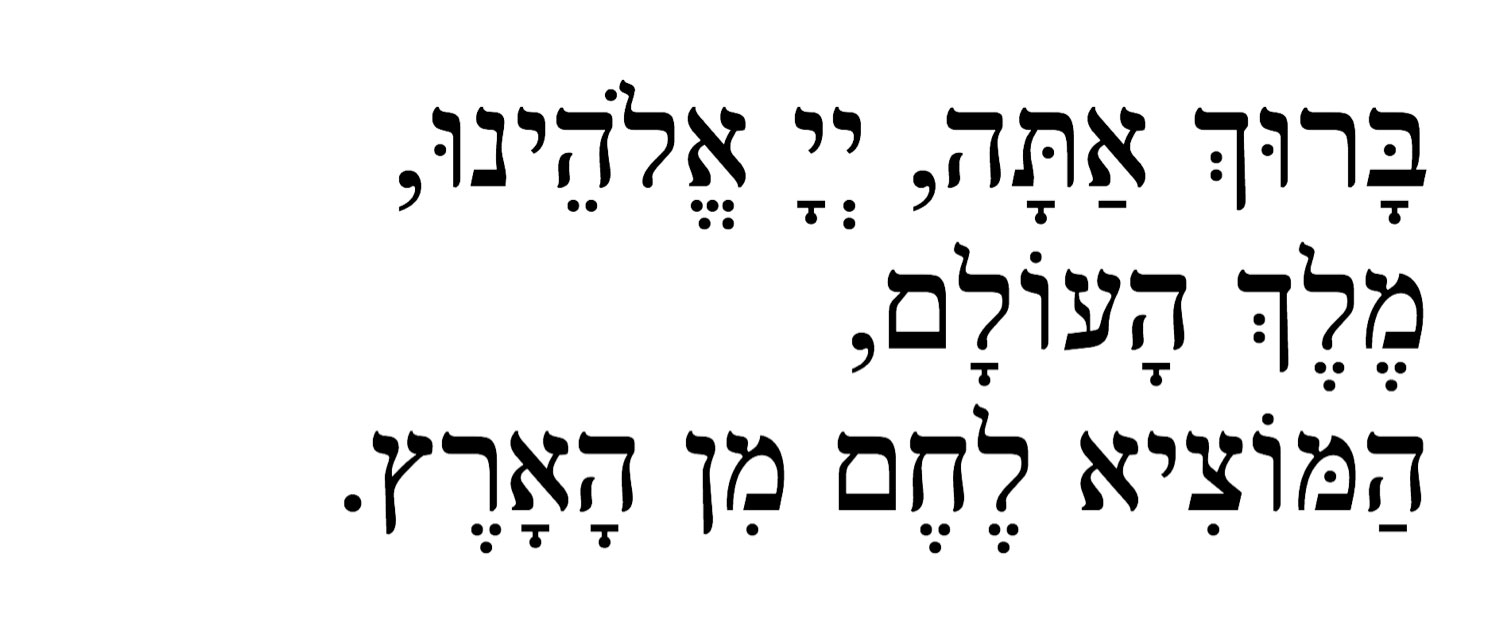 בָּרוּךְ אַתָּה, יְיָ אֱלֹהֵינוּ,
מֶלֶךְ הָעוֹלָם,
הַמּוֹצִיא לֶחֶם מִן הָאָרֶץ.